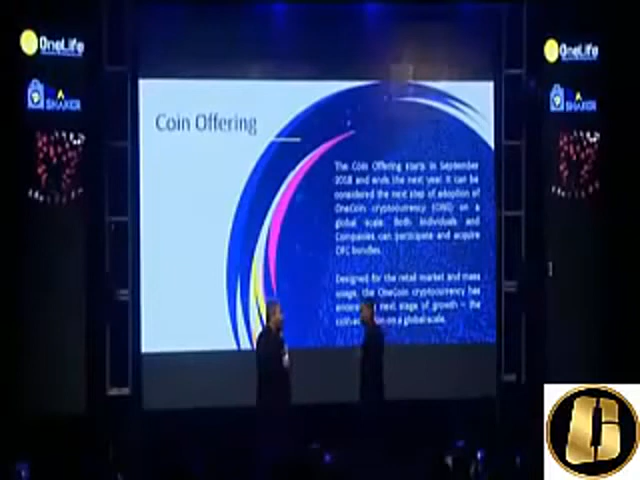 OneLife
OneLife
SHAKER
SHAKER
Coin Offering
The Coin Offering starts in September
2018 and ends the next year. It can be
considered the next step of adoption of
OneCoin cryptocurrency (ONE) on a
global scale. Both Individuals and
Companies can participate and acquire
OFC bundles.
Designed for the retail market and mass
usage, the OneCoin cryptocurrency has
next stage of growth – the
on a global scale.